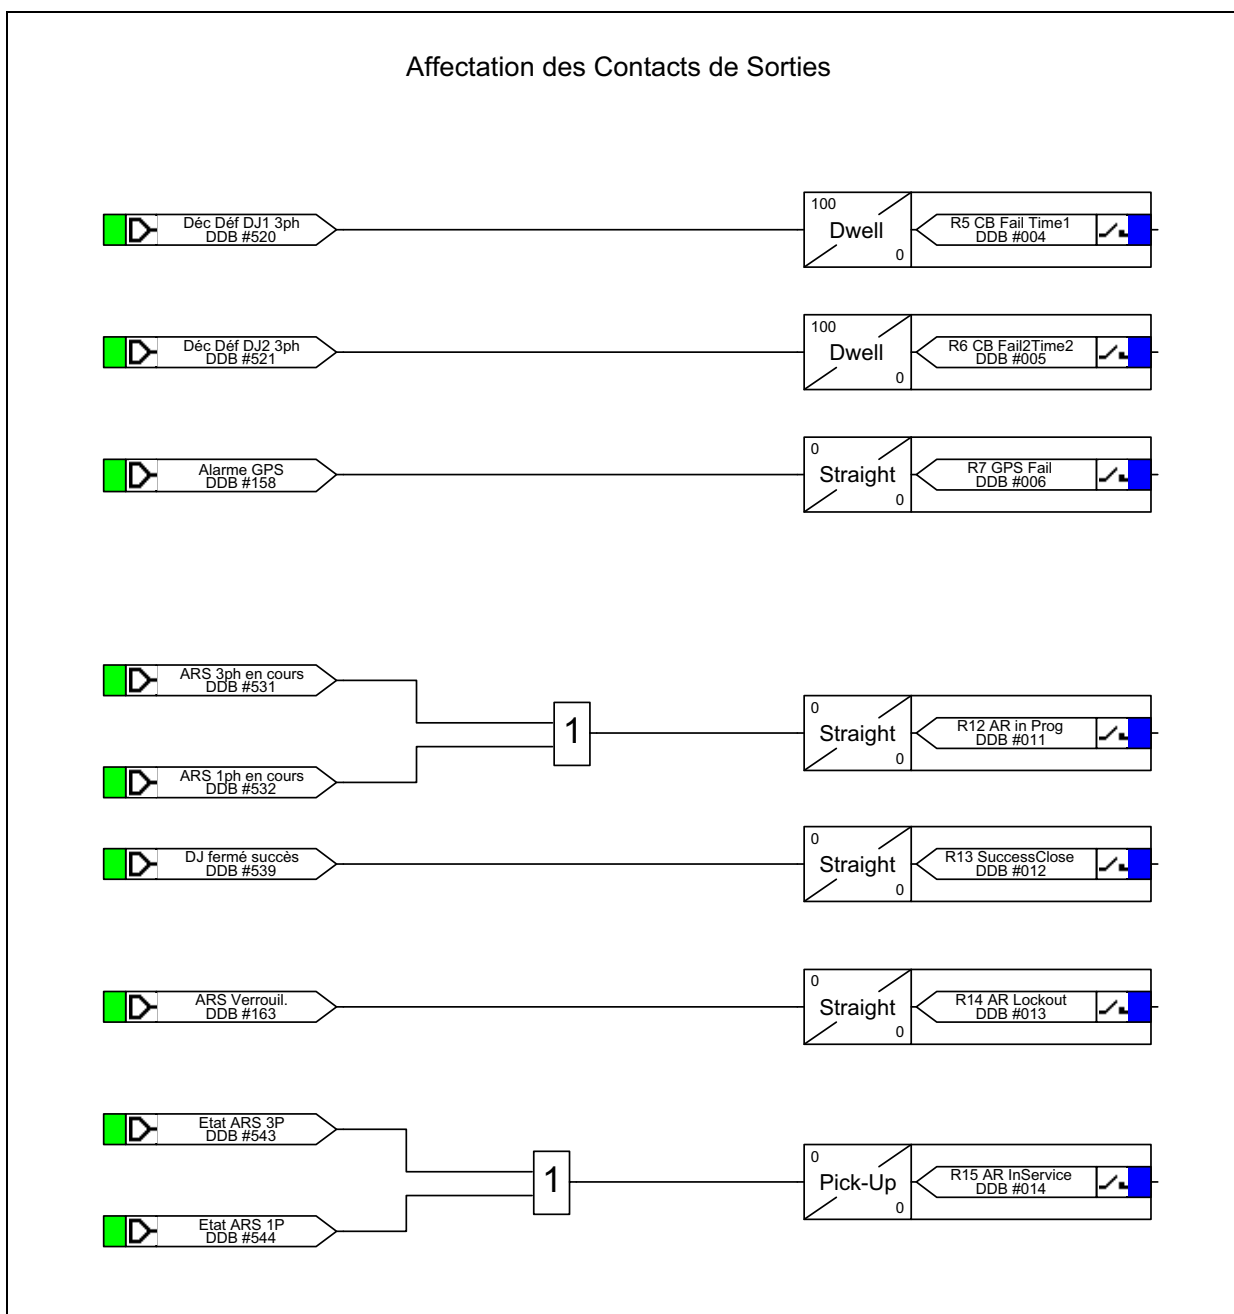 Affectation des Contacts de Sorties
Déc Déf DJ1 3ph
DDB #520
100
Dwell
0
R5 CB Fail Time1
DDB #004
Déc Déf DJ2 3ph
DDB #521
100
Dwell
0
R6 CB Fail2Time2
DDB #005
Alarme GPS
DDB #158
0
Straight
0
R7 GPS Fail
DDB #006
ARS 3ph en cours
DDB #531
ARS 1ph en cours
DDB #532
1
0
Straight
0
R12 AR in Prog
DDB #011
DJ fermé succès
DDB #539
0
Straight
0
R13 SuccessClose
DDB #012
ARS Verrouil.
DDB #163
0
Straight
0
R14 AR Lockout
DDB #013
Etat ARS 3P
DDB #543
Etat ARS 1P
DDB #544
1
0
Pick-Up
0
R15 AR InService
DDB #014